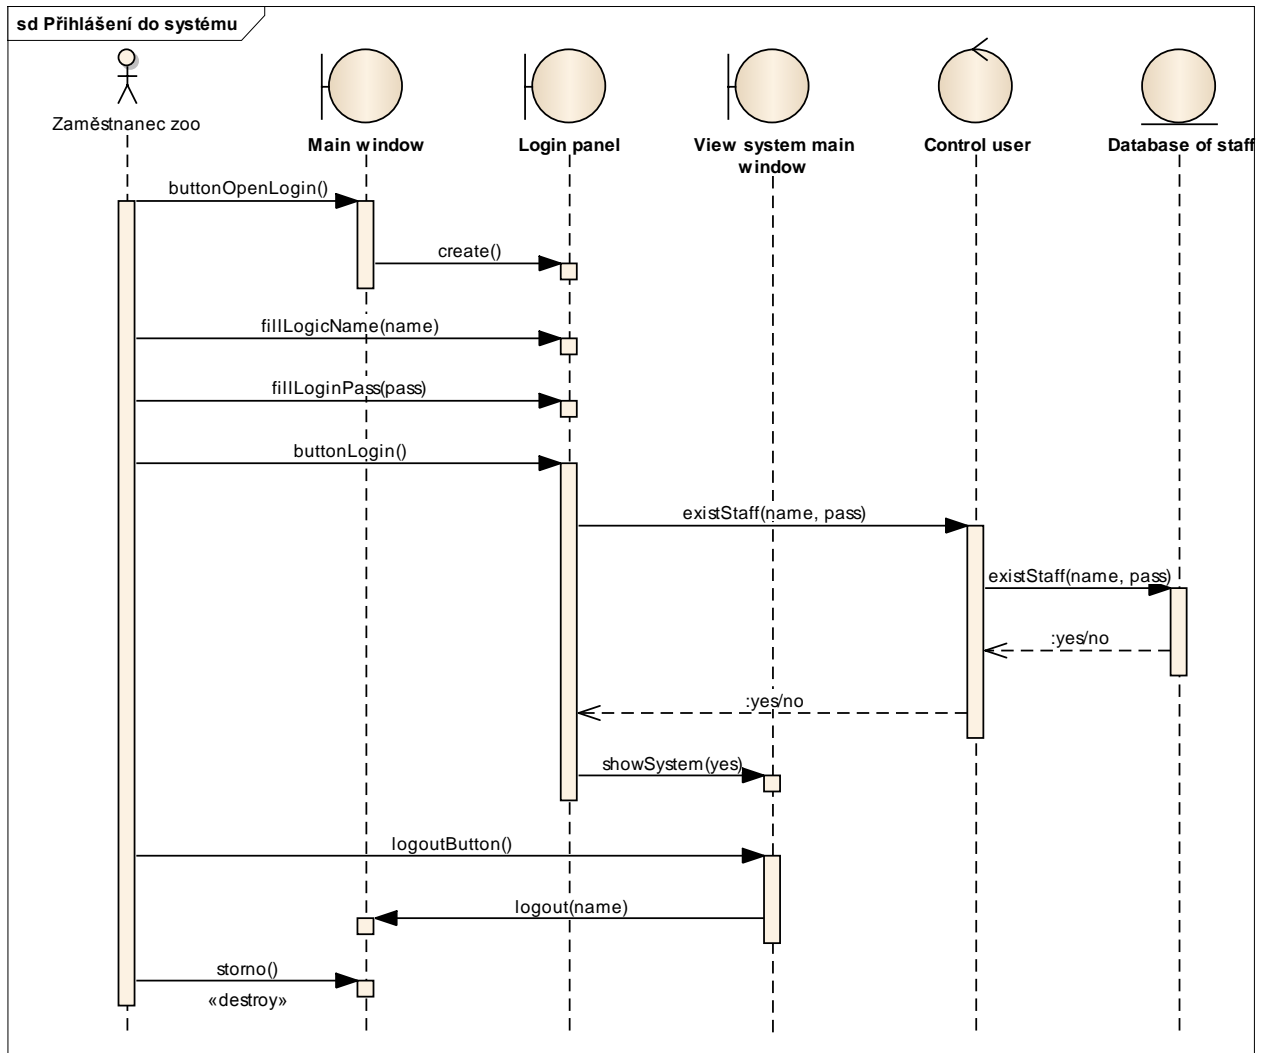 sd Přihlášení do systému
Zaměstnanec zoo
Main window
Login panel
View system main
window
Control user
Database of staff
buttonOpenLogin()
create()
fillLogicName(name)
fillLoginPass(pass)
buttonLogin()
existStaff(name, pass)
existStaff(name, pass)
:yes/no
:yes/no
showSystem(yes)
logoutButton()
logout(name)
storno()
«destroy»